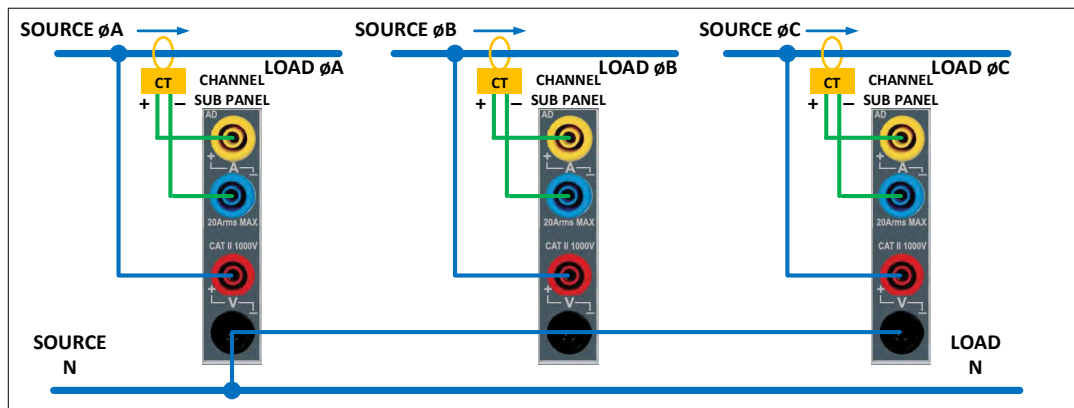 SOURCE øA
LOAD øA
CT
+ −
CHANNEL
SUB PANEL
AD
+ A −
20Arms MAX
CAT II 1000V
+ V −
SOURCE øB
LOAD øB
CT
+ −
CHANNEL
SUB PANEL
AD
+ A −
20Arms MAX
CAT II 1000V
+ V −
SOURCE øC
LOAD øC
CT
+ −
CHANNEL
SUB PANEL
AD
+ A −
20Arms MAX
CAT II 1000V
+ V −
SOURCE
N
LOAD
N